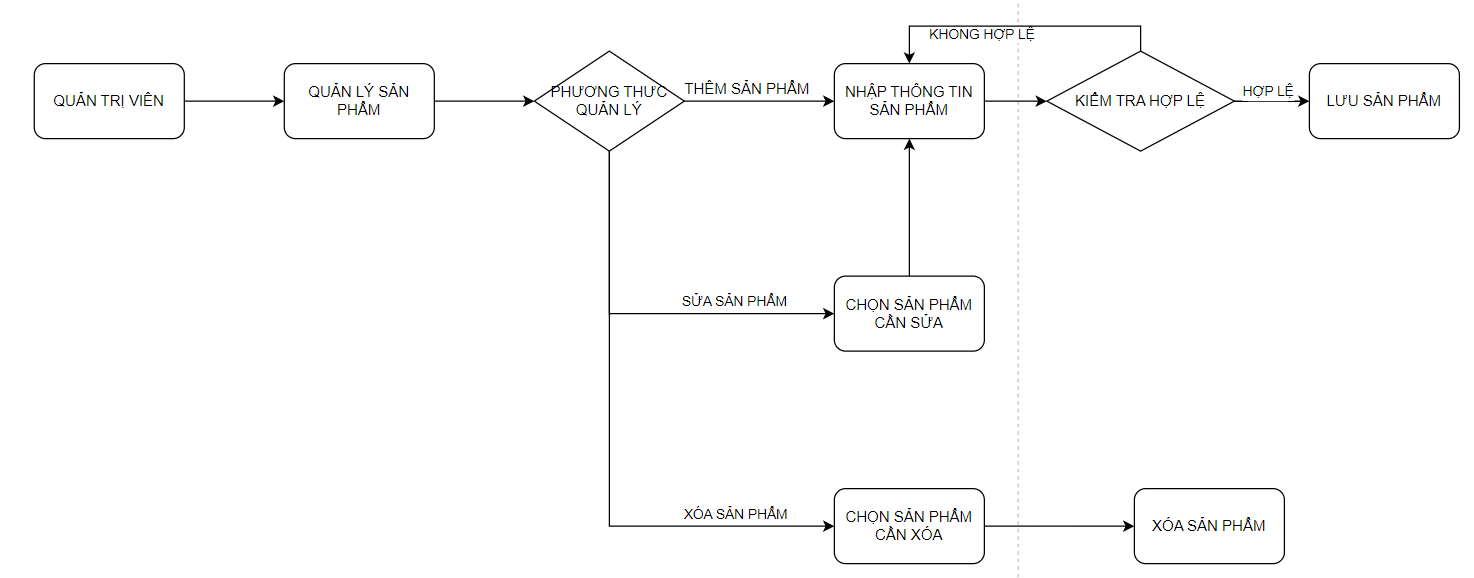 KHÔNG HỢP LỆ
QUẢN TRỊ VIÊN
QUẢN LÝ SẢN
PHẨM
PHƯƠNG THỨC
QUẢN LÝ
THÊM SẢN PHẨM
NHẬP THÔNG TIN
SẢN PHẨM
KIỂM TRA HỢP LỆ
HỢP LỆ
LƯU SẢN PHẨM
SỬA SẢN PHẨM
CHỌN SẢN PHẨM
CẦN SỬA
XÓA SẢN PHẨM
CHỌN SẢN PHẨM
CẦN XÓA
XÓA SẢN PHẨM